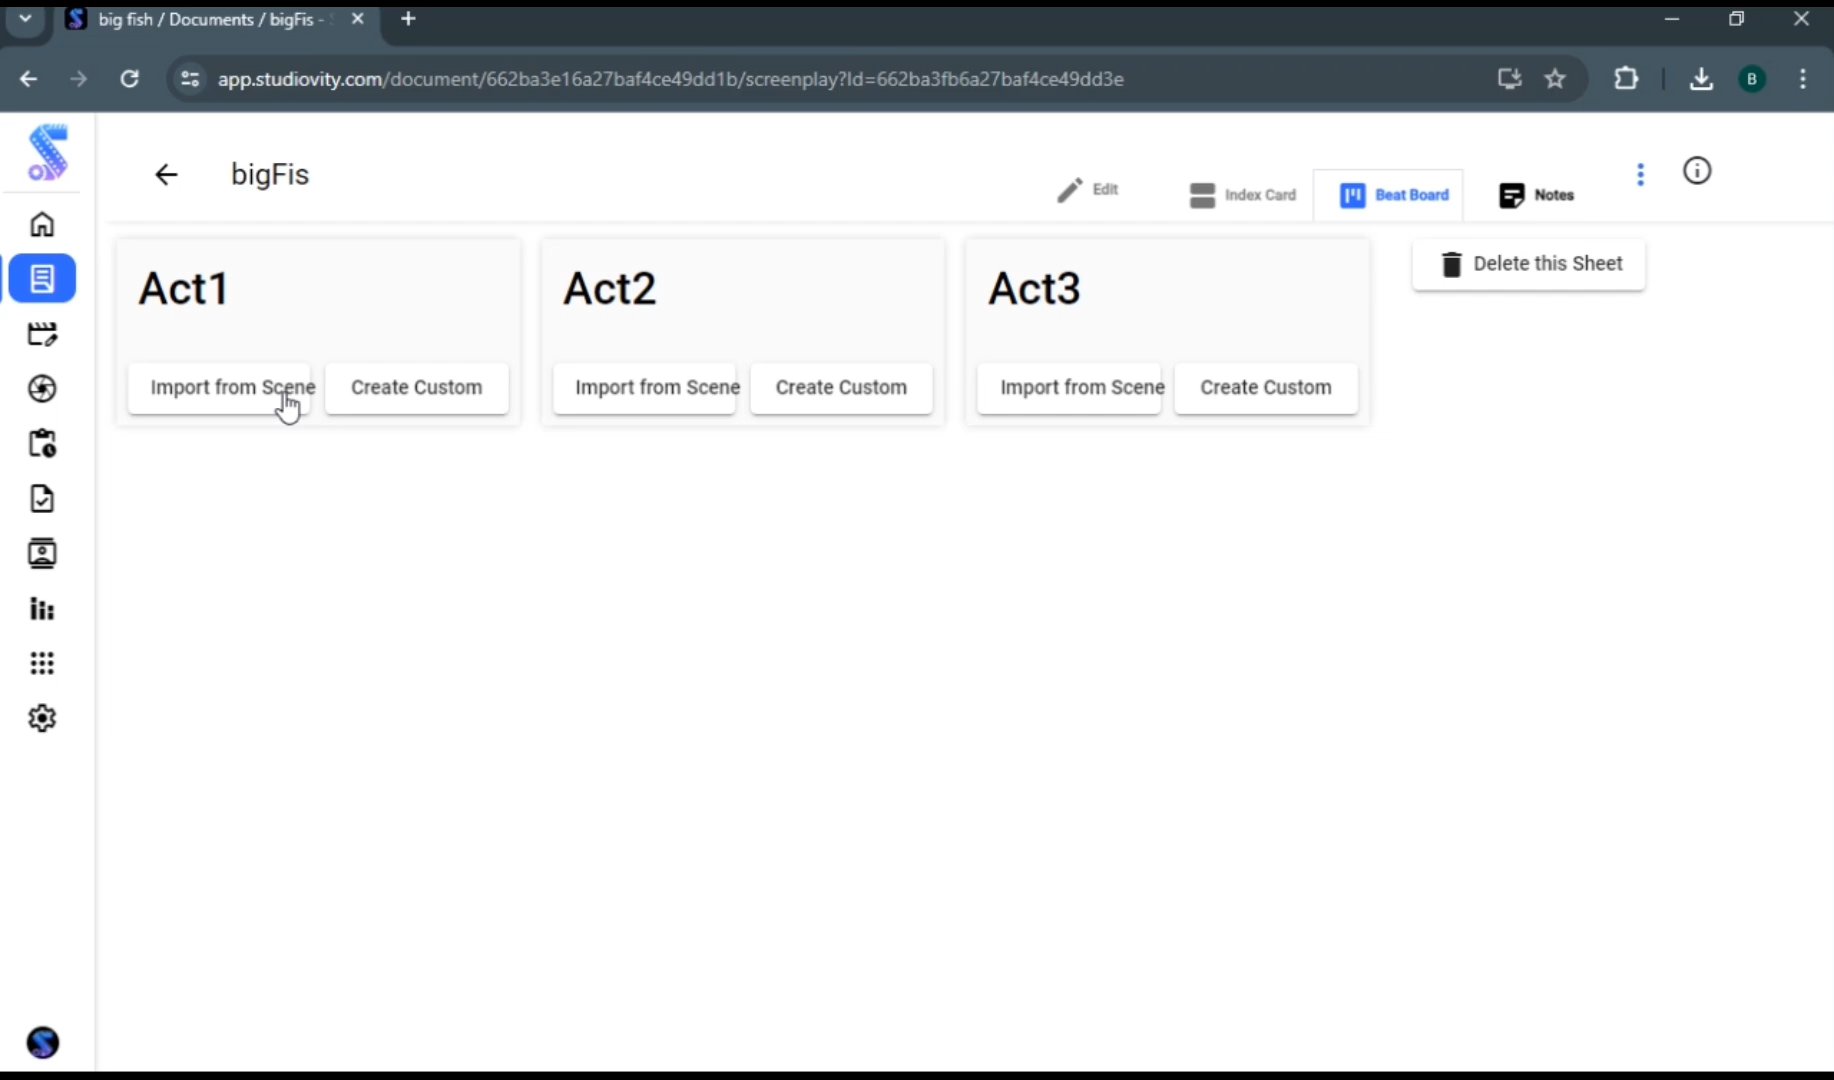 big fish / Documents / bigFis -
app.studiovity.com/document/662ba3e16a27baf4ce49dd1b/screenplay?Id=662ba3fb6a27baf4ce49dd3e
B
bigFis
Edit
Index Card
Beat Board
Notes
Act1
Import from Scene
Create Custom
Act2
Import from Scene
Create Custom
Act3
Import from Scene
Create Custom
Delete this Sheet